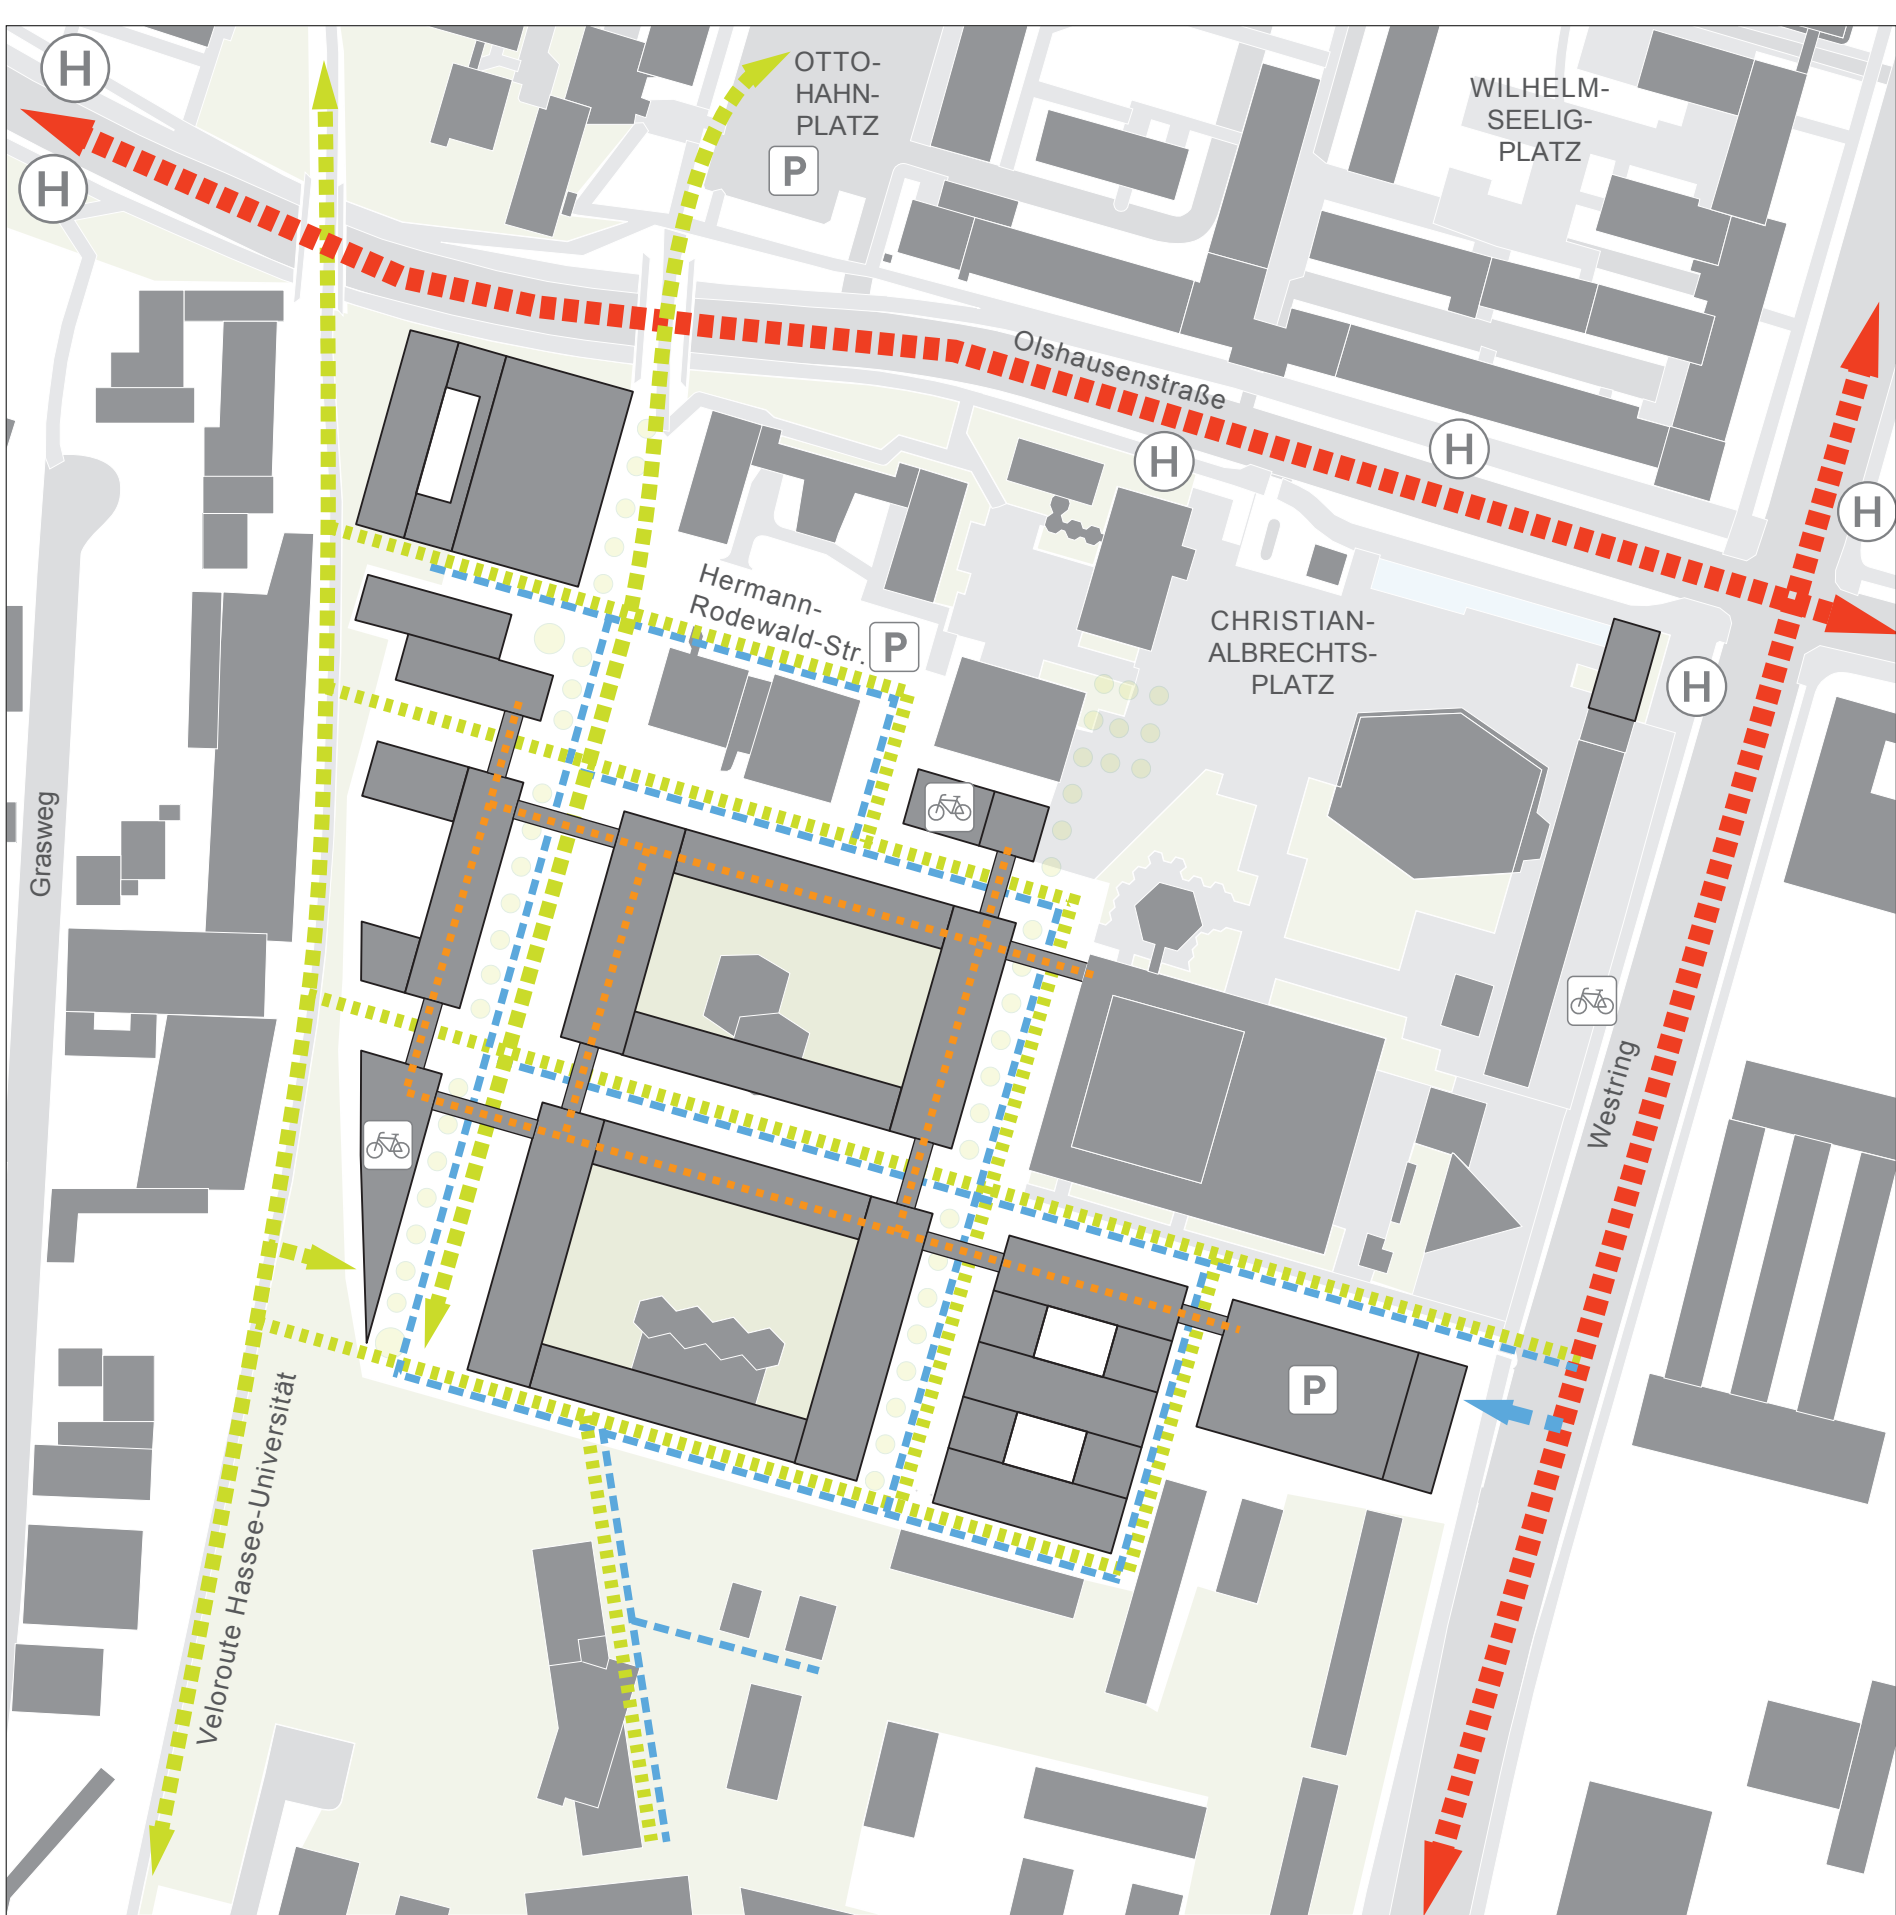 H
OTTO-
HAHN-
PLATZ
WILHELM-
SEELIG-
PLATZ
P
H
Olshausenstraße
H
H
H
Hermann-
Rodewald-Str.
P
CHRISTIAN-
ALBRECHTS-
PLATZ
H
Grasweg
Westring
P
Veloroute Hassee-Universität